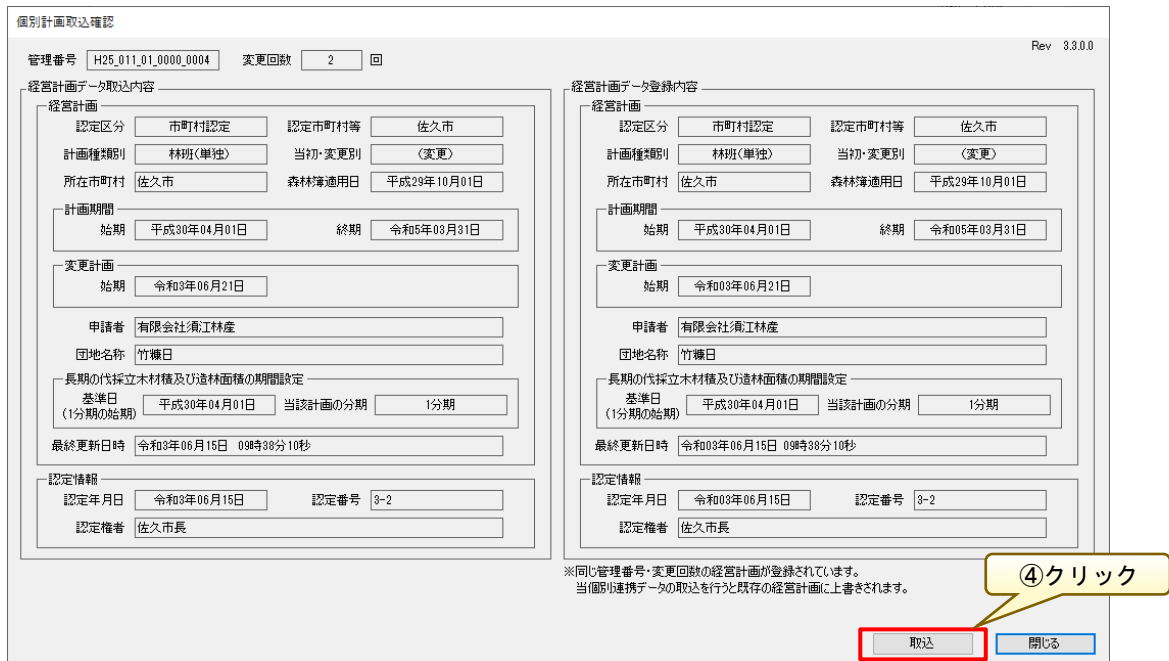 個別計画取込確認
Rev 3.3.0.0
管理番号 H25_011_01_0000_0004 変更回数 2 回
経営計画データ取込内容
経営計画
認定区分 市町村認定 認定市町村等 佐久市
計画種類別 林班(単独) 当初・変更別 (変更)
所在市町村 佐久市 森林簿適用日 平成29年10月01日
計画期間
始期 平成30年04月01日 終期 令和5年03月31日
変更計画
始期 令和3年06月21日
申請者 有限会社須江林産
団地名称 竹糠日
長期の伐採立木材積及び造林面積の期間設定
基準日
(1分期の始期) 平成30年04月01日 当該計画の分期 1分期
最終更新日時 令和3年06月15日 09時38分10秒
認定情報
認定年月日 令和3年06月15日 認定番号 3-2
認定権者 佐久市長
経営計画データ登録内容
経営計画
認定区分 市町村認定 認定市町村等 佐久市
計画種類別 林班(単独) 当初・変更別 (変更)
所在市町村 佐久市 森林簿適用日 平成29年10月01日
計画期間
始期 平成30年04月01日 終期 令和05年03月31日
変更計画
始期 令和03年06月21日
申請者 有限会社須江林産
団地名称 竹糠日
長期の伐採立木材積及び造林面積の期間設定
基準日
(1分期の始期) 平成30年04月01日 当該計画の分期 1分期
最終更新日時 令和03年06月15日 09時38分10秒
認定情報
認定年月日 令和03年06月15日 認定番号 3-2
認定権者 佐久市長
※同じ管理番号・変更回数の経営計画が登録されています。
当個別連携データの取込を行うと既存の経営計画に上書きされます。
④クリック
取込 閉じる